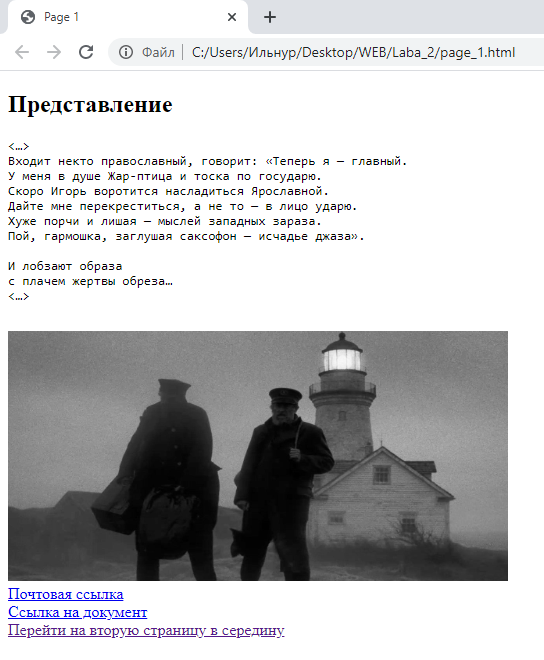 Page 1
Файл C:/Users/Ильнур/Desktop/WEB/Laba_2/page_1.html
Представление
<…>
Входит некто православный, говорит: «Теперь я – главный.
У меня в душе Жар-птица и тоска по государю.
Скоро Игорь воротится насладиться Ярославной.
Дайте мне перекреститься, а не то – в лицо ударю.
Хуже порчи и лишая – мыслей западных зараза.
Пой, гармошка, заглушая саксофон – исчадье джаза».
И лобзают образа
с плачем жертвы обреза…
<…>
Почтовая ссылка
Ссылка на документ
Перейти на вторую страницу в середину